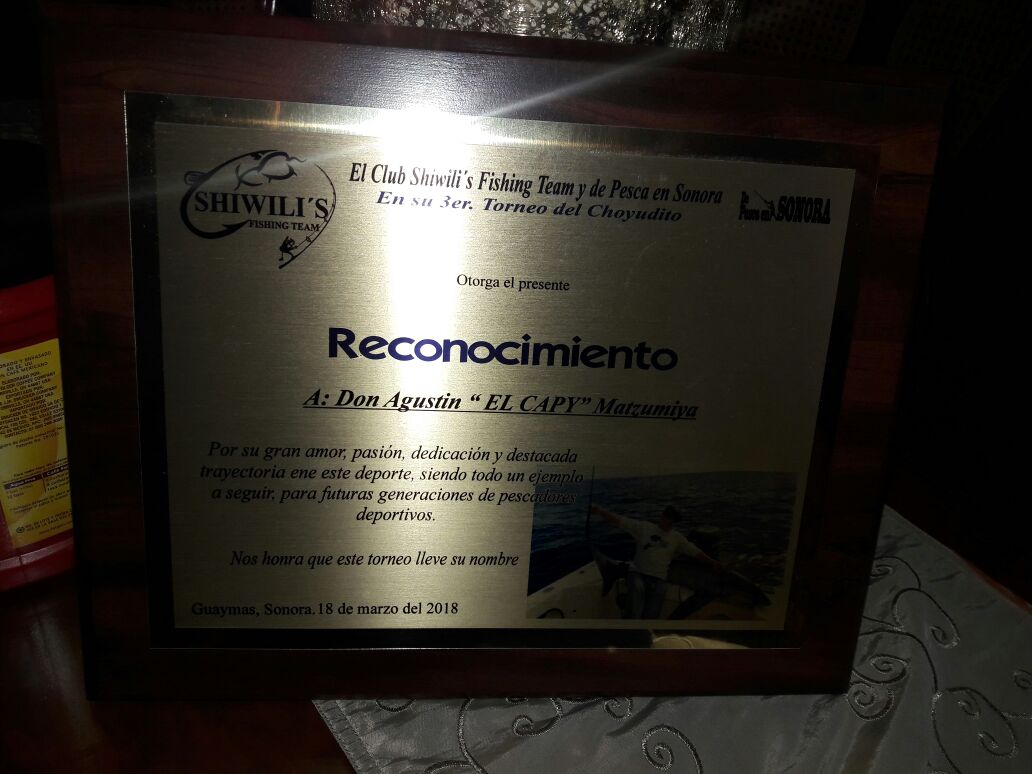 SHIWILI´S
FISHING TEAM
El Club Shiwili´s Fishing Team y de Pesca en Sonora
En su 3er. Torneo del Choyudito
De
Pesca en SONORA
Otorga el presente
Reconocimiento
A: Don Agustin “ EL CAPY” Matzumiya
Por su gran amor, pasión, dedicación y destacada
trayectoria ene este deporte, siendo todo un ejemplo
a seguir, para futuras generaciones de pescadores
deportivos.
Nos honra que este torneo lleve su nombre
Guaymas, Sonora.18 de marzo del 2018